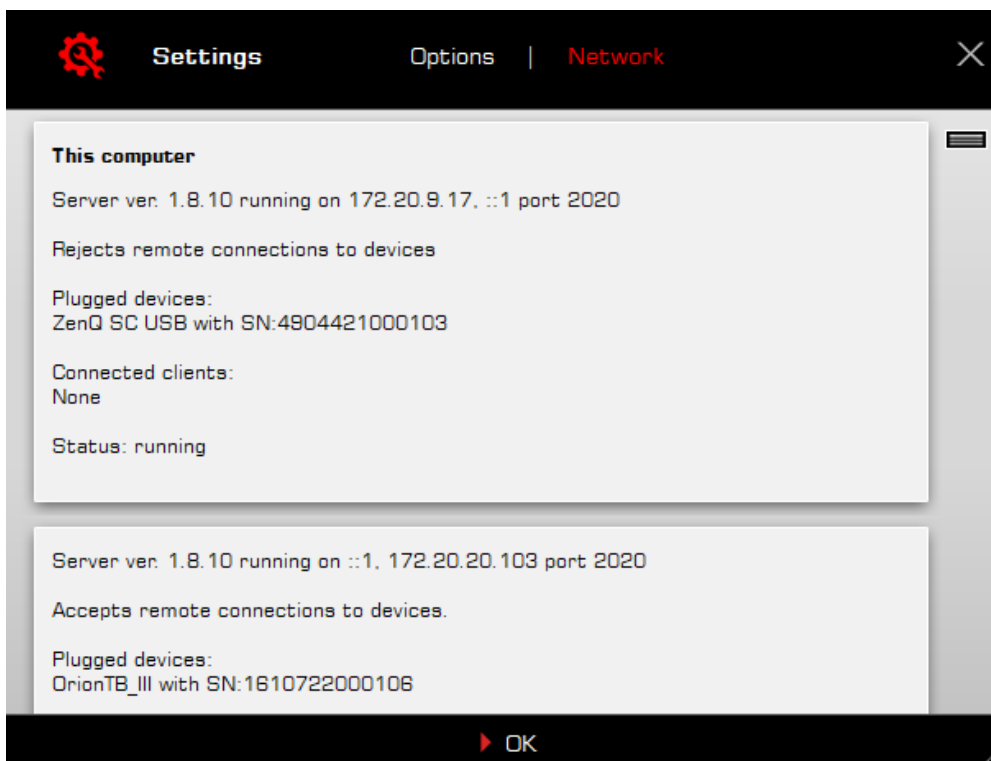 Settings Options | Network
This computer
Server ver. 1.8.10 running on 172.20.9.17, ::1 port 2020
Rejects remote connections to devices
Plugged devices:
ZenQ SC USB with SN:4904421000103
Connected clients:
None
Status: running
Server ver. 1.8.10 running on ::1, 172.20.20.103 port 2020
Accepts remote connections to devices.
Plugged devices:
OrionTB_III with SN:1610722000106
OK